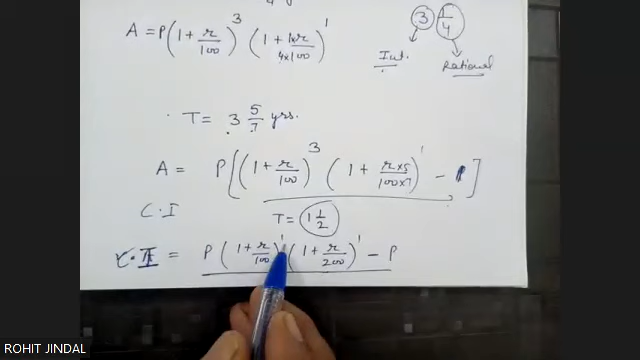 A = P(1 + r/100)³ (1 + 1×r/4×100)¹
3 1/4
Int.
Rational
T = 3 5/7 yrs.
A = P[(1 + r/100)³ (1 + r×5/100×7)¹ - 1]
C.I
T = 1 1/2
C.I = P(1 + r/100)¹ (1 + r/200)¹ - P
ROHIT JINDAL